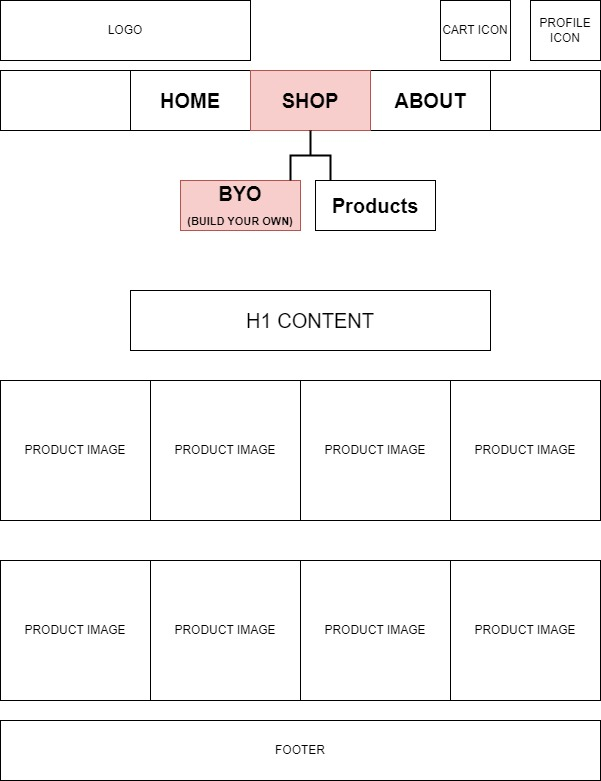 LOGO
CART ICON
PROFILE
ICON
HOME
SHOP
ABOUT
BYO
(BUILD YOUR OWN)
Products
H1 CONTENT
PRODUCT IMAGE
PRODUCT IMAGE
PRODUCT IMAGE
PRODUCT IMAGE
PRODUCT IMAGE
PRODUCT IMAGE
PRODUCT IMAGE
PRODUCT IMAGE
FOOTER